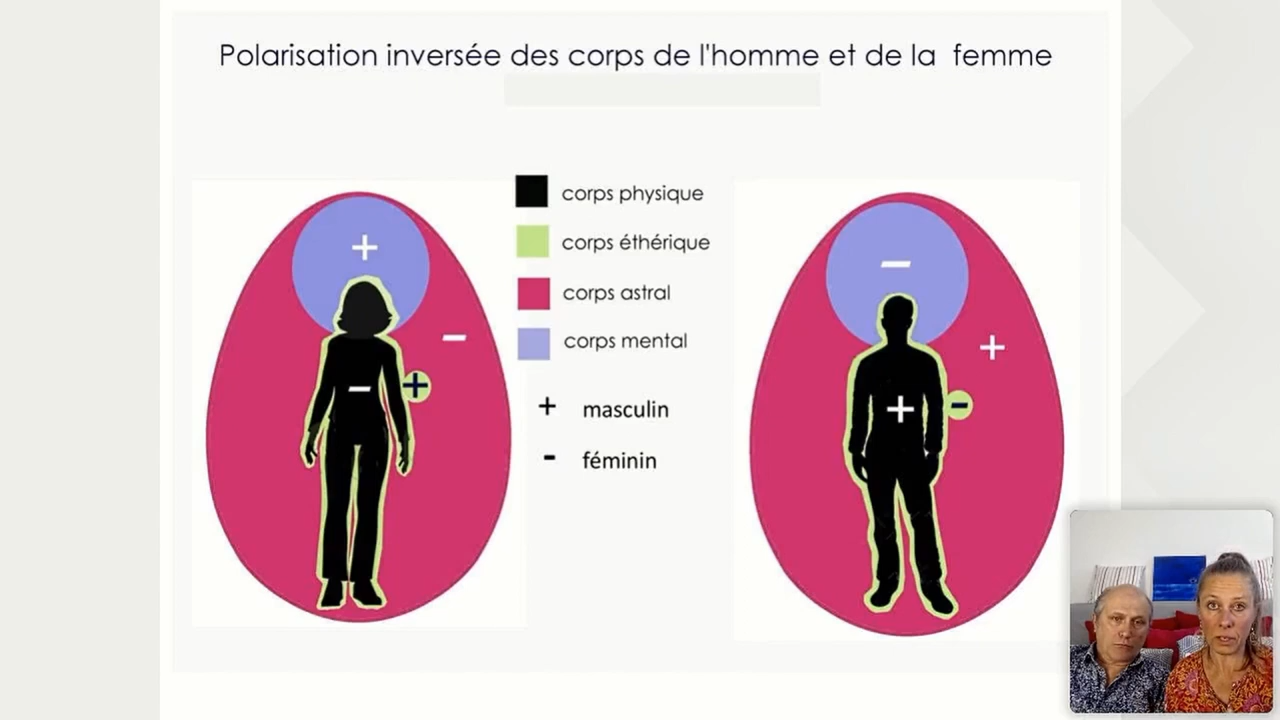 Polarisation inversée des corps de l'homme et de la femme
corps physique
corps éthérique
corps astral
corps mental
+ masculin
- féminin
+
-
-
+
-
+
+
-